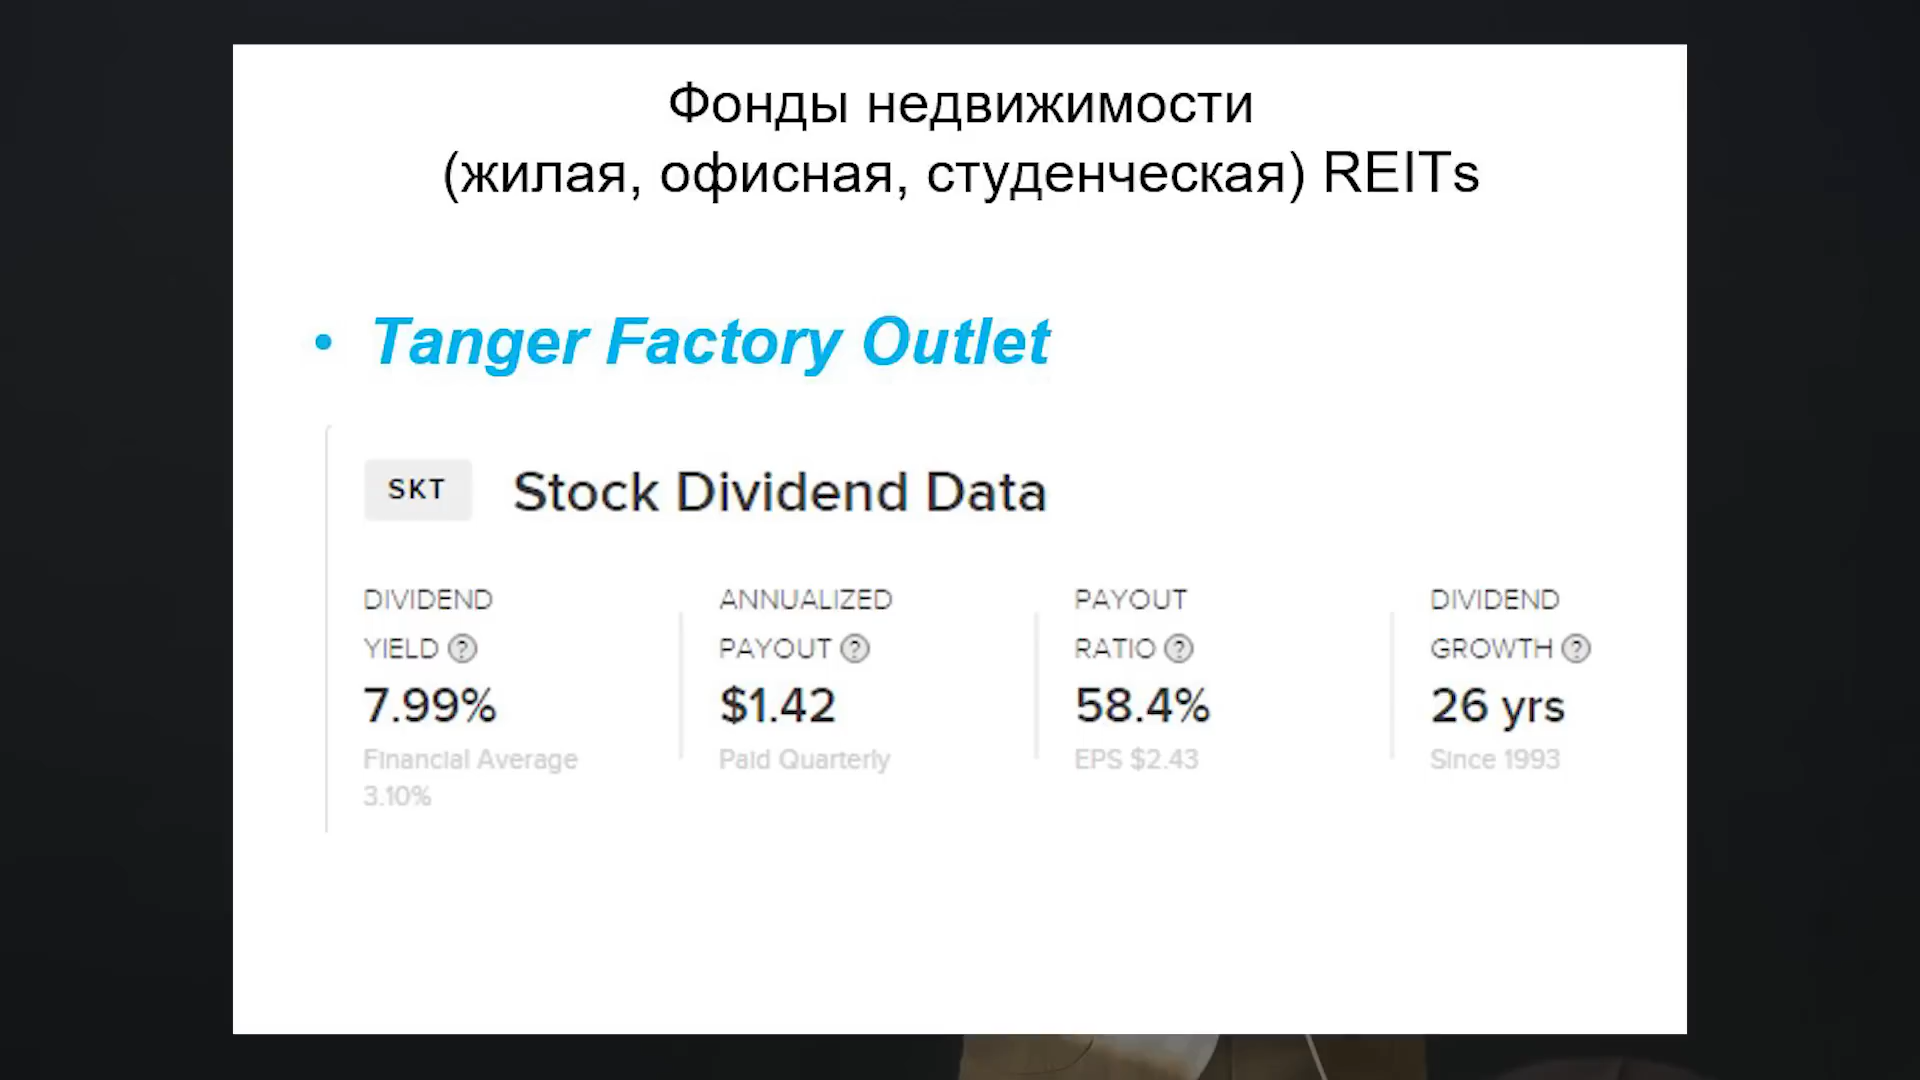 Фонды недвижимости
(жилая, офисная, студенческая) REITs
• Tanger Factory Outlet
SKT Stock Dividend Data
DIVIDEND YIELD ?
7.99%
Financial Average
3.10%
ANNUALIZED PAYOUT ?
$1.42
Paid Quarterly
PAYOUT RATIO ?
58.4%
EPS $2.43
DIVIDEND GROWTH ?
26 yrs
Since 1993